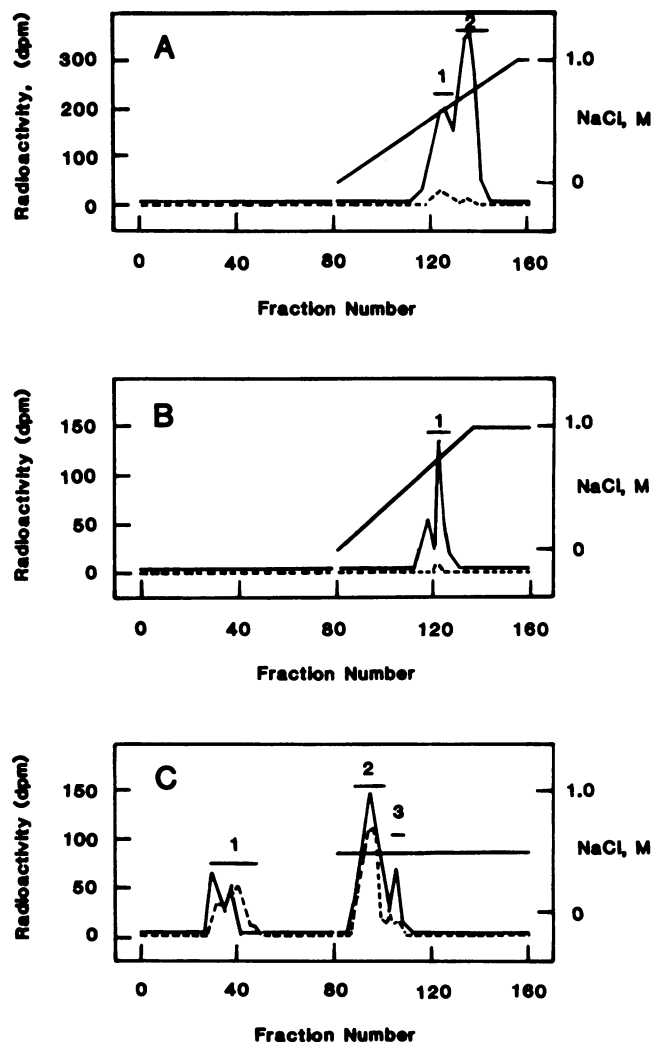 A
Radioactivity, (dpm)
300
200
100
0
1
2
1.0
NaCl, M
0
0 40 80 120 160
Fraction Number
B
Radioactivity (dpm)
150
100
50
0
1
1.0
NaCl, M
0
0 40 80 120 160
Fraction Number
C
Radioactivity (dpm)
150
100
50
0
1
2
3
1.0
NaCl, M
0
0 40 80 120 160
Fraction Number